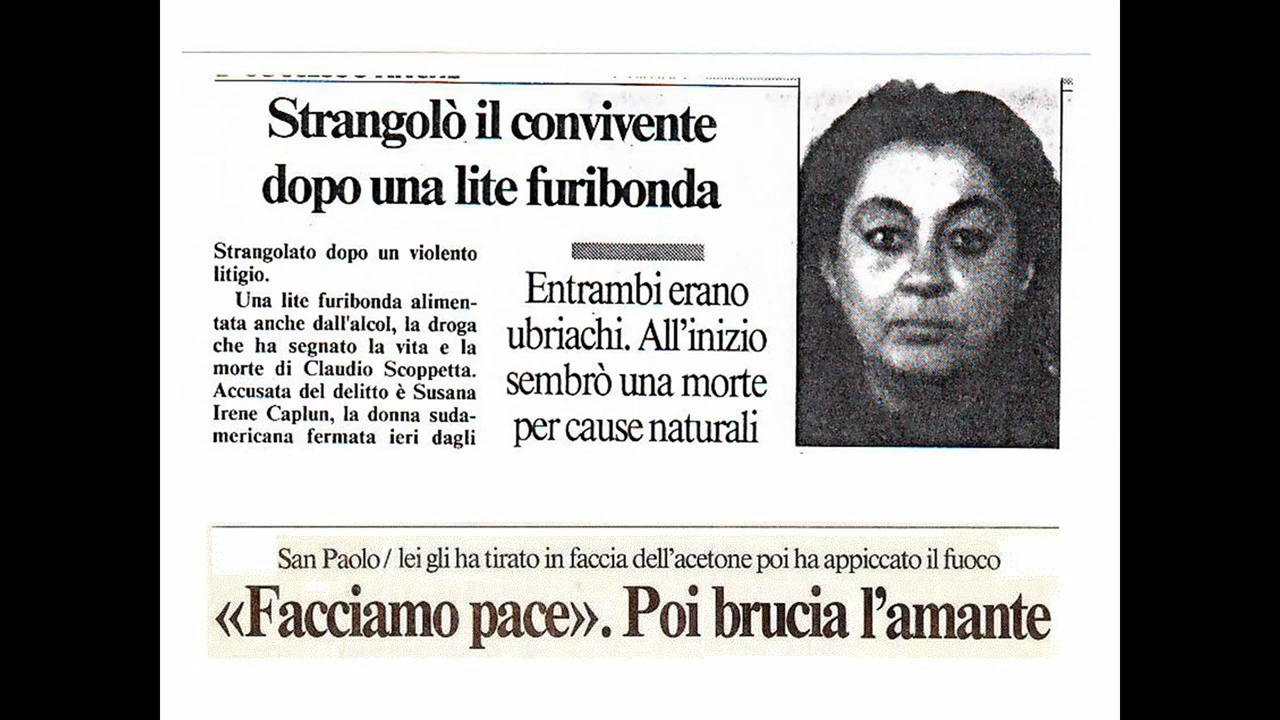 Strangolò il convivente
dopo una lite furibonda
Strangolato dopo un violento
litigio.
Una lite furibonda alimen-
tata anche dall'alcol, la droga
che ha segnato la vita e la
morte di Claudio Scoppetta.
Accusata del delitto è Susana
Irene Caplun, la donna suda-
mericana fermata ieri dagli
Entrambi erano
ubriachi. All'inizio
sembrò una morte
per cause naturali
San Paolo / lei gli ha tirato in faccia dell'acetone poi ha appiccato il fuoco
«Facciamo pace». Poi brucia l'amante